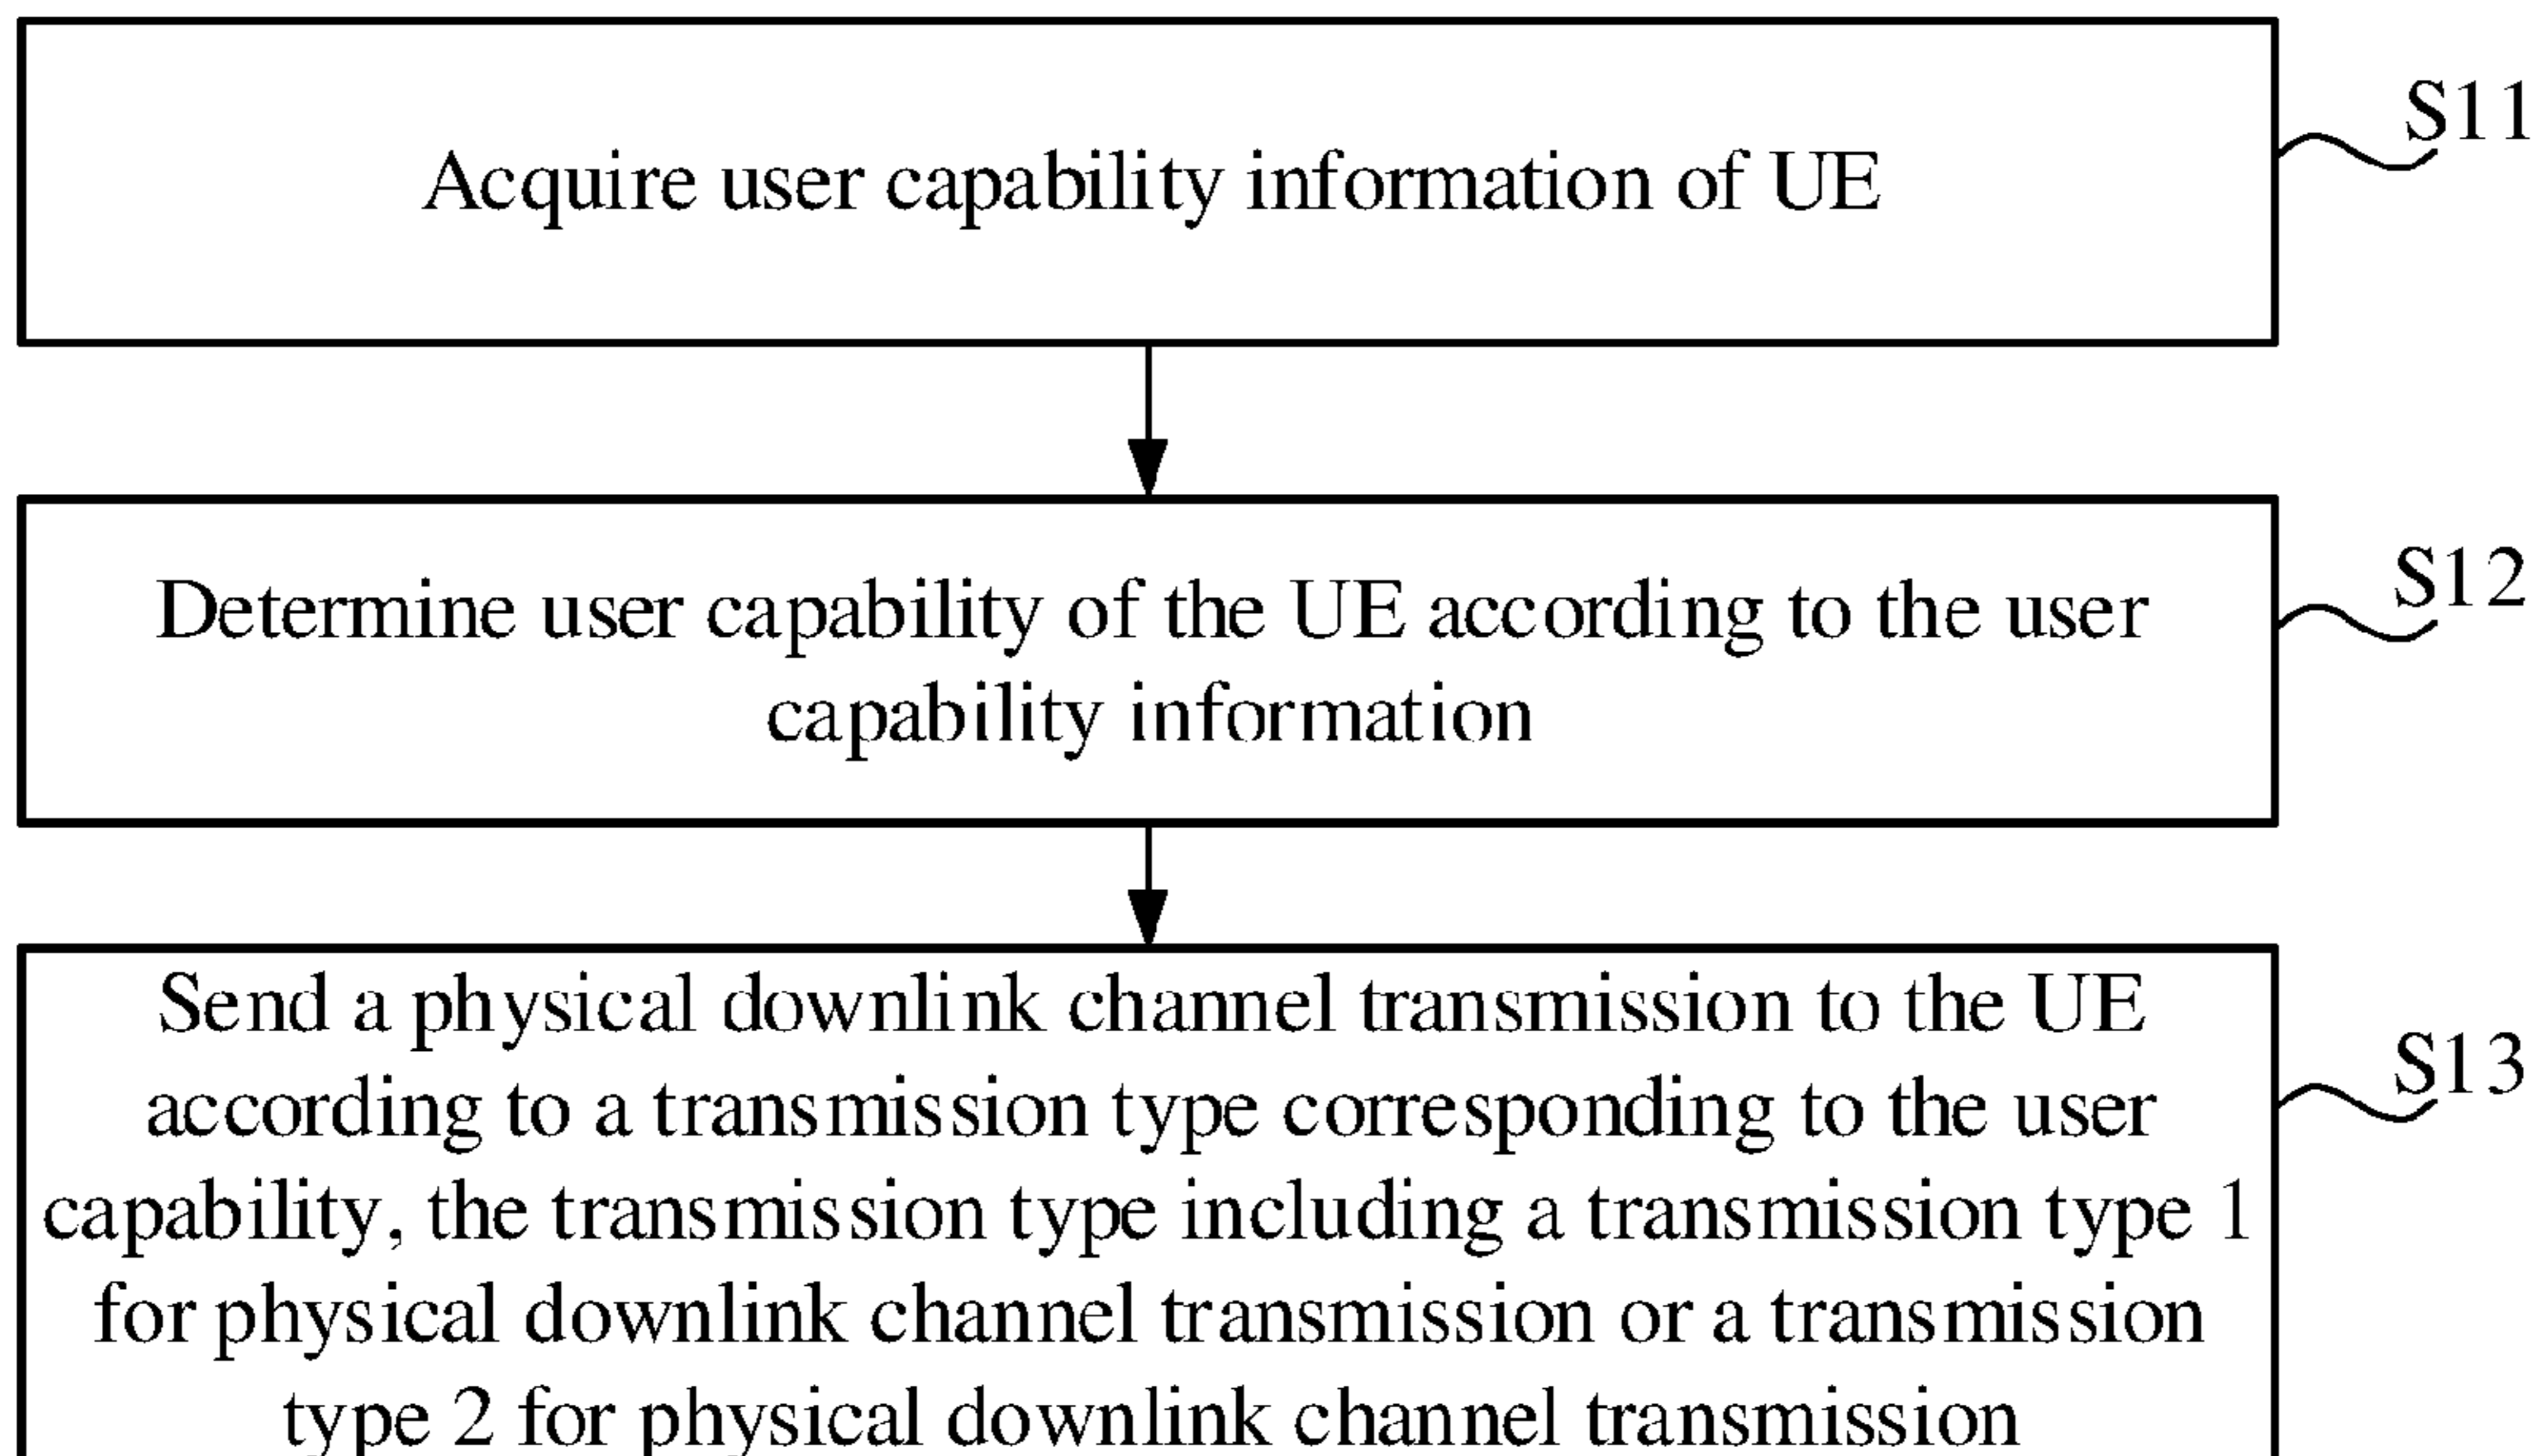 Acquire user capability information of UE
S11
Determine user capability of the UE according to the user
capability information
S12
Send a physical downlink channel transmission to the UE
according to a transmission type corresponding to the user
capability, the transmission type including a transmission type 1
for physical downlink channel transmission or a transmission
type 2 for physical downlink channel transmission
S13